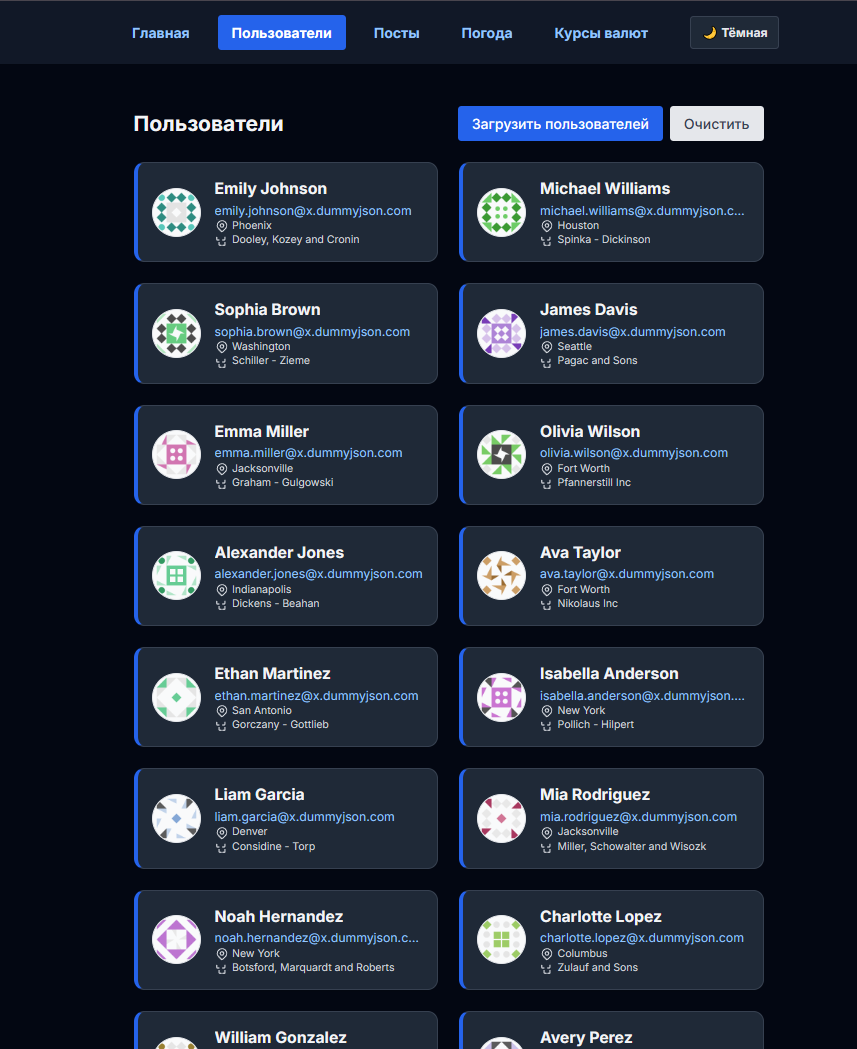 Главная Пользователи Посты Погода Курсы валют 🌙 Тёмная
Пользователи Загрузить пользователей Очистить
Emily Johnson
emily.johnson@x.dummyjson.com
Phoenix
Dooley, Kozey and Cronin
Michael Williams
michael.williams@x.dummyjson.c...
Houston
Spinka - Dickinson
Sophia Brown
sophia.brown@x.dummyjson.com
Washington
Schiller - Zieme
James Davis
james.davis@x.dummyjson.com
Seattle
Pagac and Sons
Emma Miller
emma.miller@x.dummyjson.com
Jacksonville
Graham - Gulgowski
Olivia Wilson
olivia.wilson@x.dummyjson.com
Fort Worth
Pfannerstill Inc
Alexander Jones
alexander.jones@x.dummyjson.com
Indianapolis
Dickens - Beahan
Ava Taylor
ava.taylor@x.dummyjson.com
Fort Worth
Nikolaus Inc
Ethan Martinez
ethan.martinez@x.dummyjson.com
San Antonio
Gorczany - Gottlieb
Isabella Anderson
isabella.anderson@x.dummyjson....
New York
Pollich - Hilpert
Liam Garcia
liam.garcia@x.dummyjson.com
Denver
Considine - Torp
Mia Rodriguez
mia.rodriguez@x.dummyjson.com
Jacksonville
Miller, Schowalter and Wisozk
Noah Hernandez
noah.hernandez@x.dummyjson.c...
New York
Botsford, Marquardt and Roberts
Charlotte Lopez
charlotte.lopez@x.dummyjson.com
Columbus
Zulauf and Sons
William Gonzalez
Avery Perez